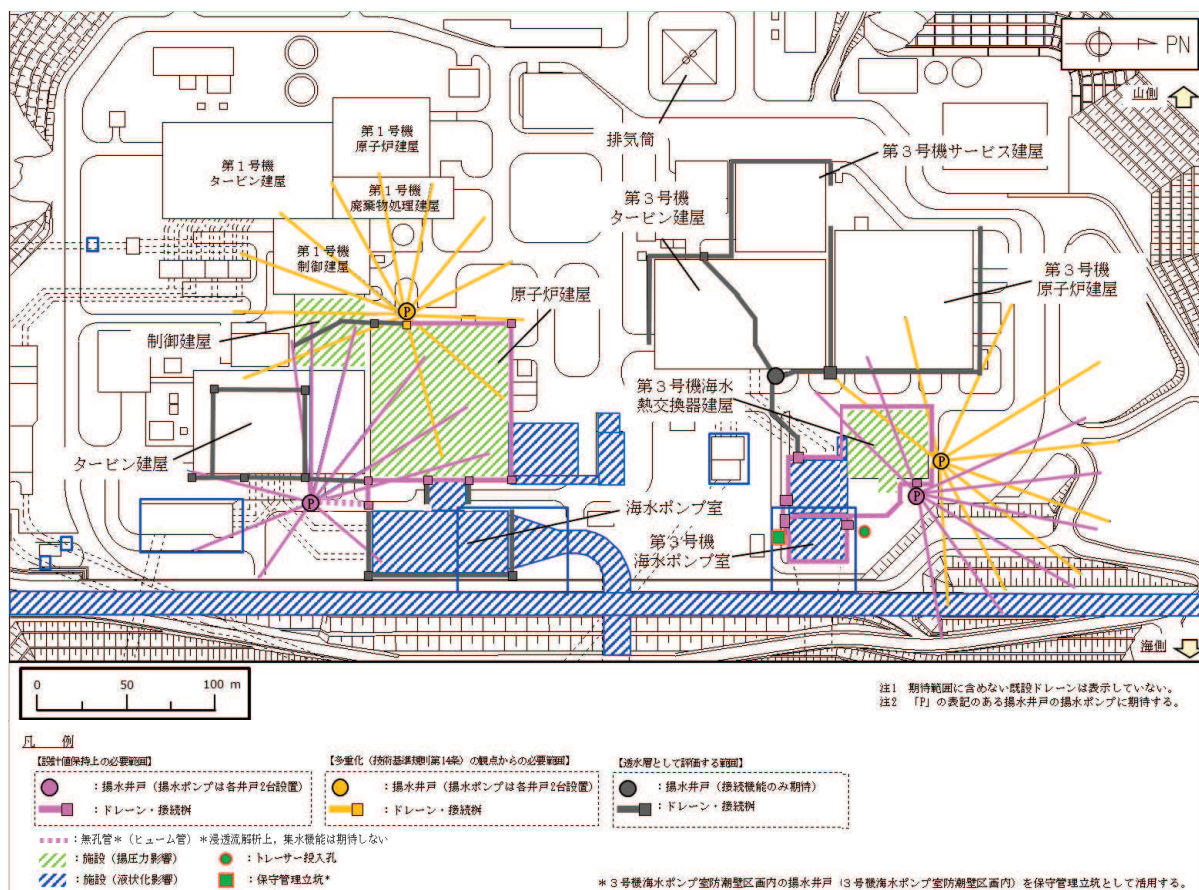 PN
山側
第1号機
原子炉建屋
第1号機
タービン建屋
第1号機
廃棄物処理建屋
第1号機
制御建屋
排気筒
第3号機サービス建屋
第3号機
タービン建屋
第3号機
原子炉建屋
P
原子炉建屋
制御建屋
第3号機海水
熱交換器建屋
タービン建屋
P
P
P
海水ポンプ室
第3号機
海水ポンプ室
海側
0 50 100 m
注1 期待範囲に含めない既設ドレーンは表示していない。
注2 「P」の表記のある揚水井戸の揚水ポンプに期待する。
凡 例
【設計値保持上の必要範囲】
:揚水井戸(揚水ポンプは各井戸2台設置)
:ドレーン・接続桝
【多重化(技術基準規則第14条)の観点からの必要範囲】
:揚水井戸(揚水ポンプは各井戸2台設置)
:ドレーン・接続桝
【透水層として評価する範囲】
:揚水井戸(接続機能のみ期待)
:ドレーン・接続桝
:無孔管*(ヒューム管)*浸透流解析上,集水機能は期待しない
:施設(揚圧力影響)
:トレーサー投入孔
:施設(液状化影響)
:保守管理立坑*
*3号機海水ポンプ室防潮壁区画内の揚水井戸(3号機海水ポンプ室防潮壁区画内)を保守管理立坑として活用する。